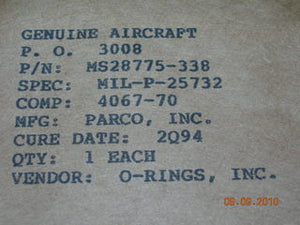 GENUINE AIRCRAFT
P. O. 3008
P/N: MS28775-338
SPEC: MIL-P-25732
COMP: 4067-70
MFG: PARCO, INC.
CURE DATE: 2Q94
QTY: 1 EACH
VENDOR: O-RINGS, INC.
09.09.2010